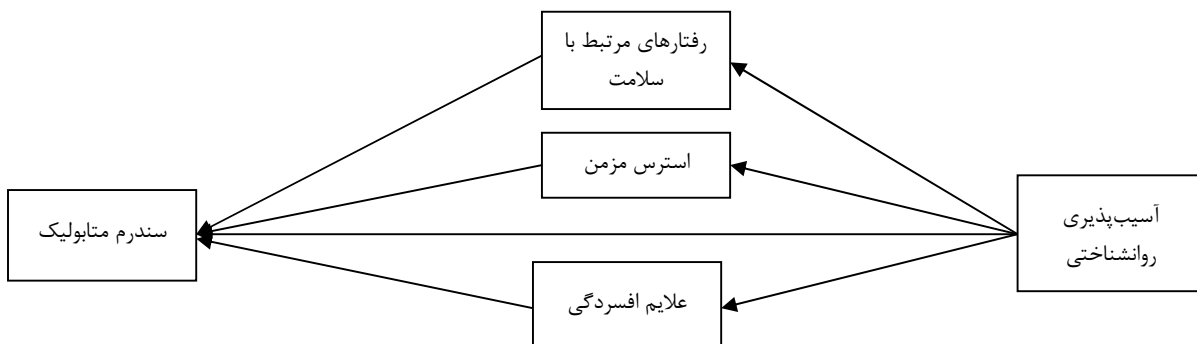 رفتارهای مرتبط با
سلامت
استرس مزمن
آسیب‌پذیری
روانشناختی
سندرم متابولیک
علایم افسردگی